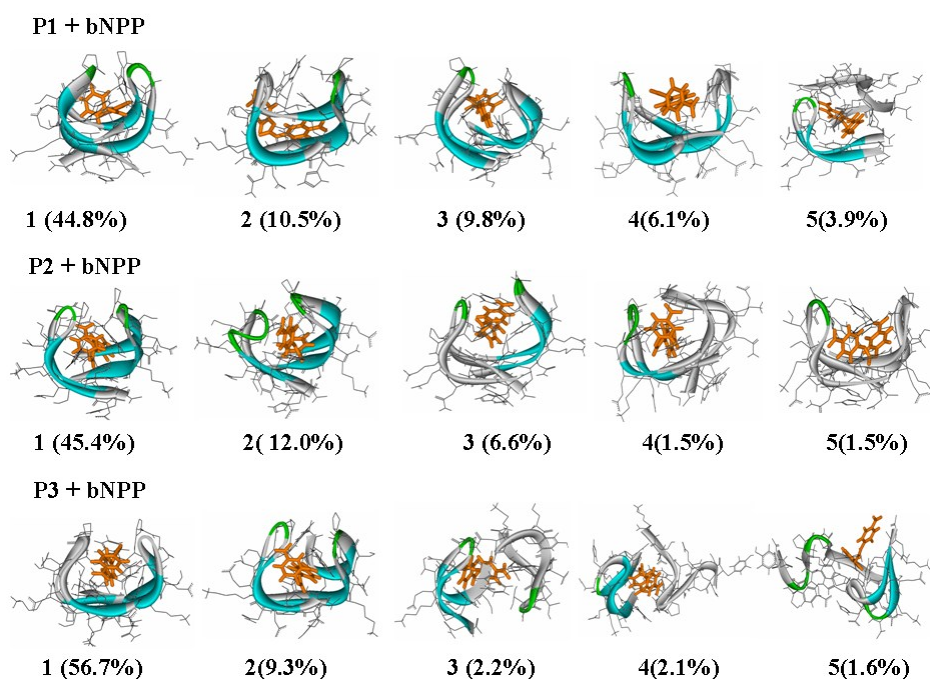 P1 + bNPP
1 (44.8%) 2 (10.5%) 3 (9.8%) 4(6.1%) 5(3.9%)
P2 + bNPP
1 (45.4%) 2( 12.0%) 3 (6.6%) 4(1.5%) 5(1.5%)
P3 + bNPP
1 (56.7%) 2(9.3%) 3 (2.2%) 4(2.1%) 5(1.6%)